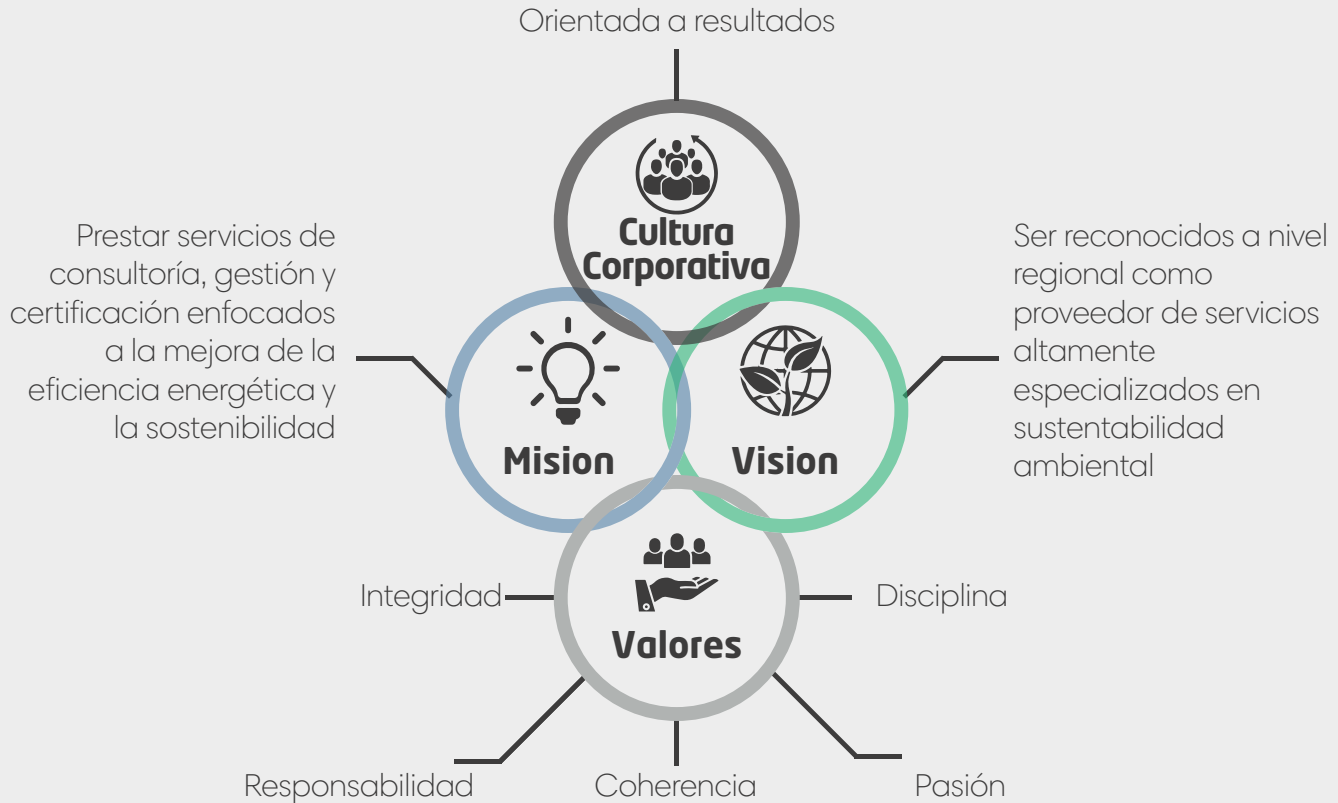 Orientada a resultados
Cultura
Corporativa
Prestar servicios de
consultoría, gestión y
certificación enfocados
a la mejora de la
eficiencia energética y
la sostenibilidad
Ser reconocidos a nivel
regional como
proveedor de servicios
altamente
especializados en
sustentabilidad
ambiental
Mision
Vision
Integridad
Disciplina
Valores
Responsabilidad
Coherencia
Pasión